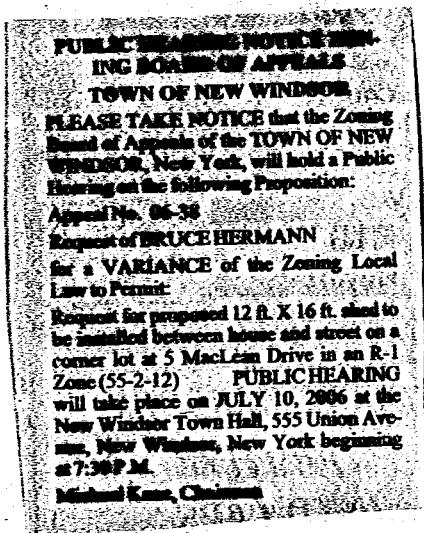 PUBLIC HEARING NOTICE ZON-
ING BOARD OF APPEALS
TOWN OF NEW WINDSOR
PLEASE TAKE NOTICE that the Zoning
Board of Appeals of the TOWN OF NEW
WINDSOR, New York, will hold a Public
Hearing on the following Proposition:
Appeal No. 06-38
Request of BRUCE HERMANN
for a VARIANCE of the Zoning Local
Law to Permit:
Request for proposed 12 ft. X 16 ft. shed to
be installed between house and street on a
corner lot at 5 MacLean Drive in an R-1
Zone (55-2-12) PUBLIC HEARING
will take place on JULY 10, 2006 at the
New Windsor Town Hall, 555 Union Ave-
nue, New Windsor, New York beginning
at 7:30 P.M.
Michael Kane, Chairman